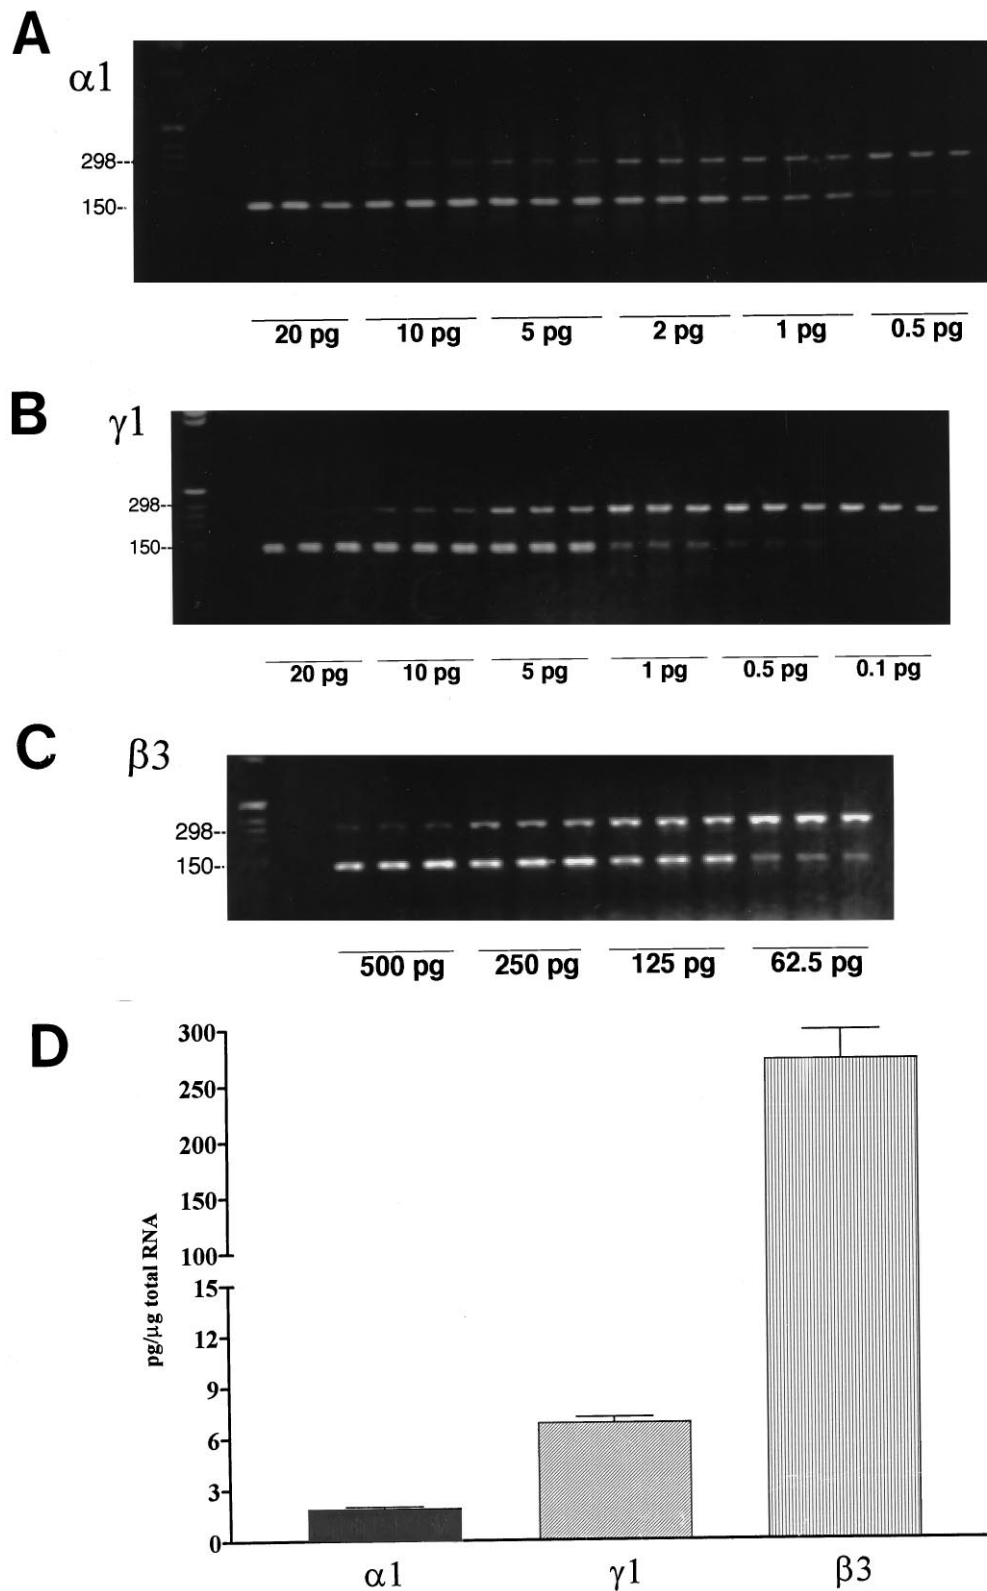 A
α1
298---
150-·
20 pg 10 pg 5 pg 2 pg 1 pg 0.5 pg
B
γ1
298--
150--
20 pg 10 pg 5 pg 1 pg 0.5 pg 0.1 pg
C
β3
298--
150-·
500 pg 250 pg 125 pg 62.5 pg
D
300
250
200
150
100
15
12
9
6
3
0
pg/μg total RNA
α1 γ1 β3